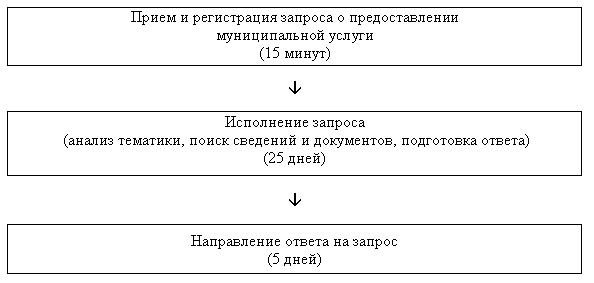 Прием и регистрация запроса о предоставлении
муниципальной услуги
(15 минут)
Исполнение запроса
(анализ тематики, поиск сведений и документов, подготовка ответа)
(25 дней)
Направление ответа на запрос
(5 дней)